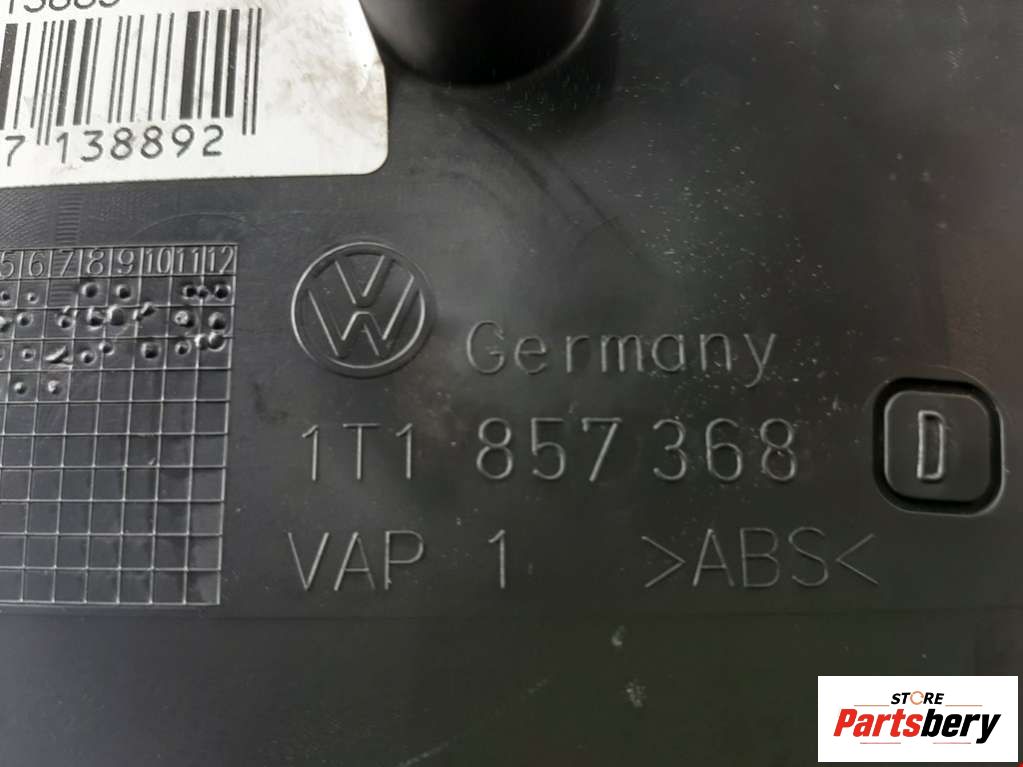 7 138892
5 6 7 8 9 10 11 12
Germany
1T1 857 368 D
VAP 1 >ABS<
STORE
Partsbery